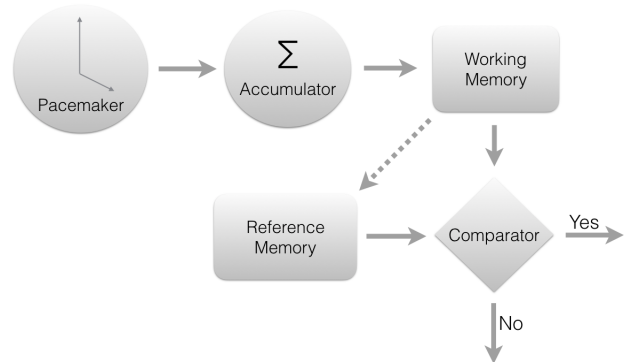 Pacemaker
Σ
Accumulator
Working
Memory
Reference
Memory
Comparator
Yes
No